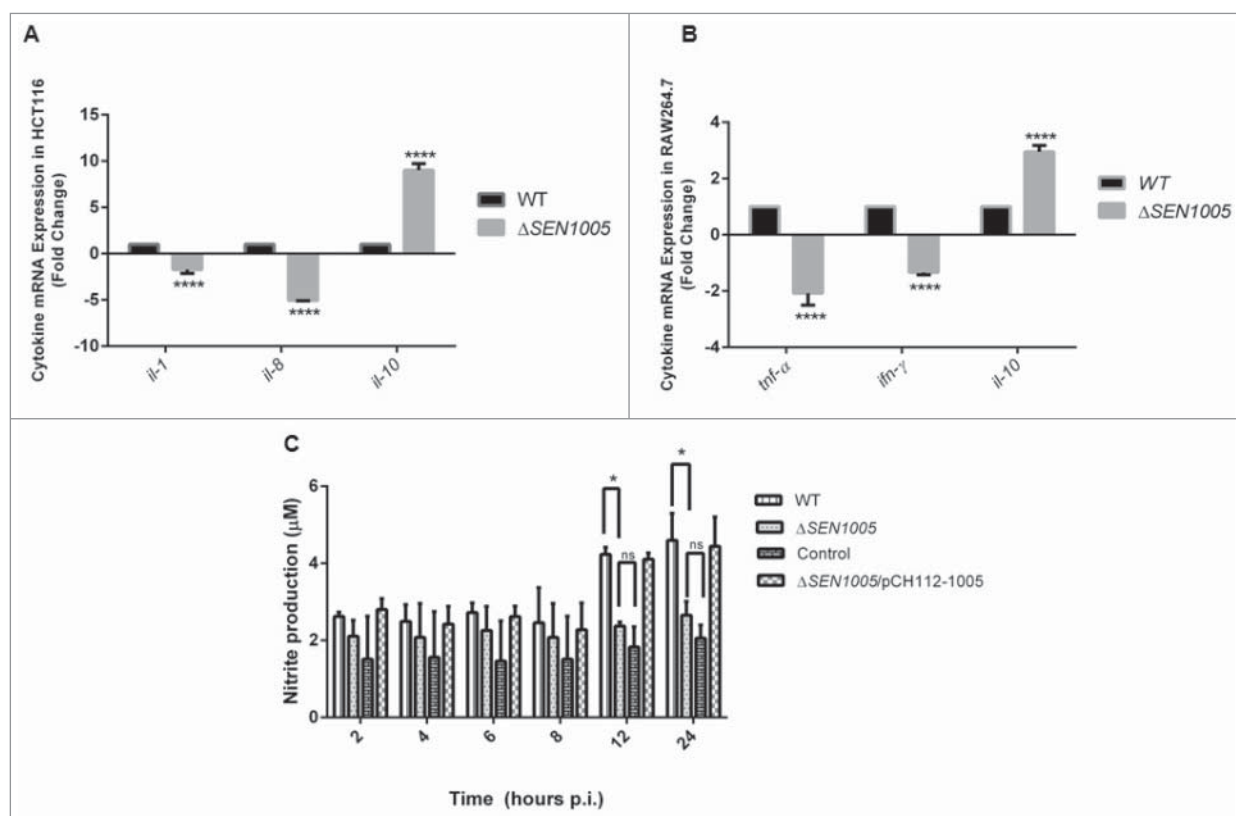 A
Cytokine mRNA Expression in HCT116
(Fold Change)
15
10
5
0
-5
-10
****
****
****
il-1
il-8
il-10
WT
ΔSEN1005
B
Cytokine mRNA Expression in RAW264.7
(Fold Change)
4
2
0
-2
-4
****
****
****
tnf-α
ifn-γ
il-10
WT
ΔSEN1005
C
Nitrite production (μM)
6
4
2
0
*
ns
*
ns
2
4
6
8
12
24
Time (hours p.i.)
WT
ΔSEN1005
Control
ΔSEN1005/pCH112-1005